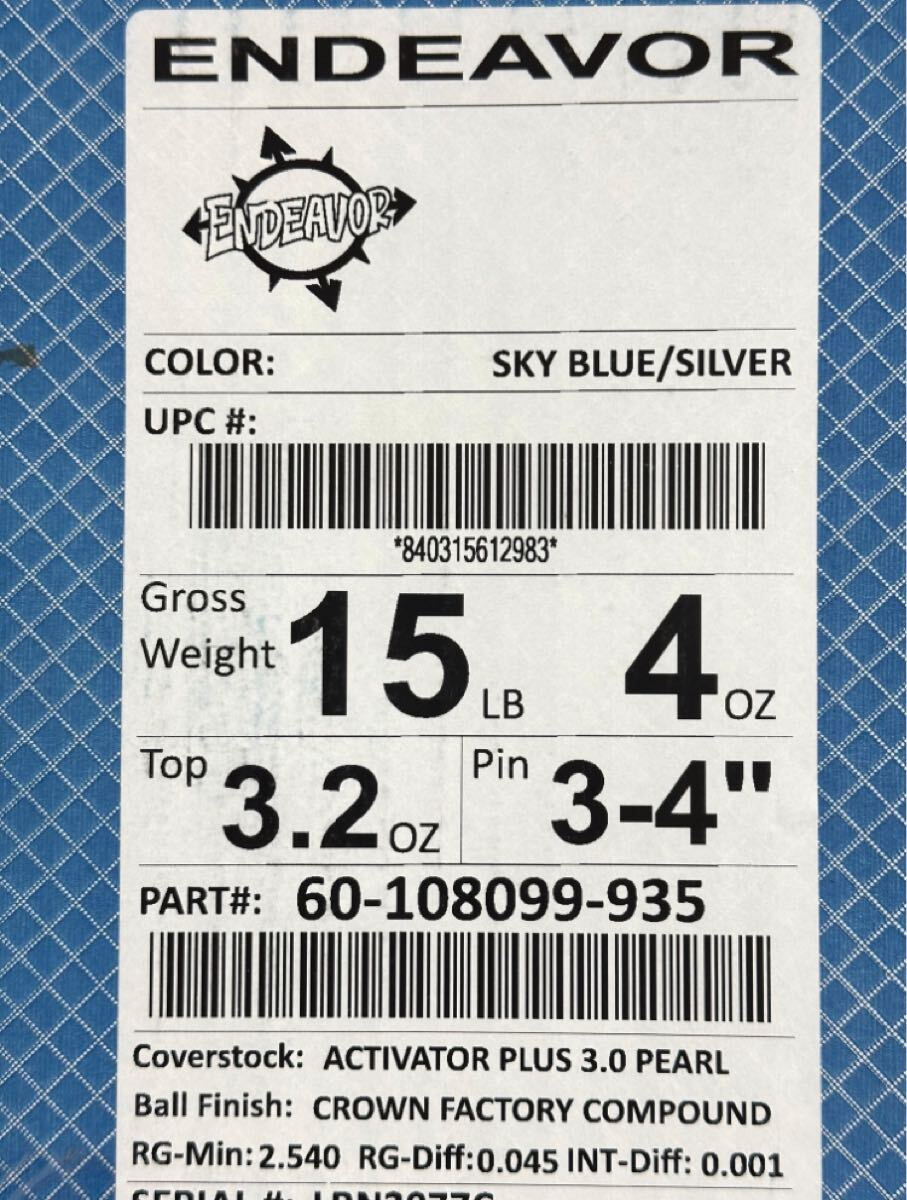 ENDEAVOR
ENDEAVOR
COLOR: SKY BLUE/SILVER
UPC #:
*840315612983*
Gross Weight 15 LB 4 OZ
Top 3.2 OZ Pin 3-4"
PART#: 60-108099-935
Coverstock: ACTIVATOR PLUS 3.0 PEARL
Ball Finish: CROWN FACTORY COMPOUND
RG-Min: 2.540 RG-Diff: 0.045 INT-Diff: 0.001
SERIAL #: